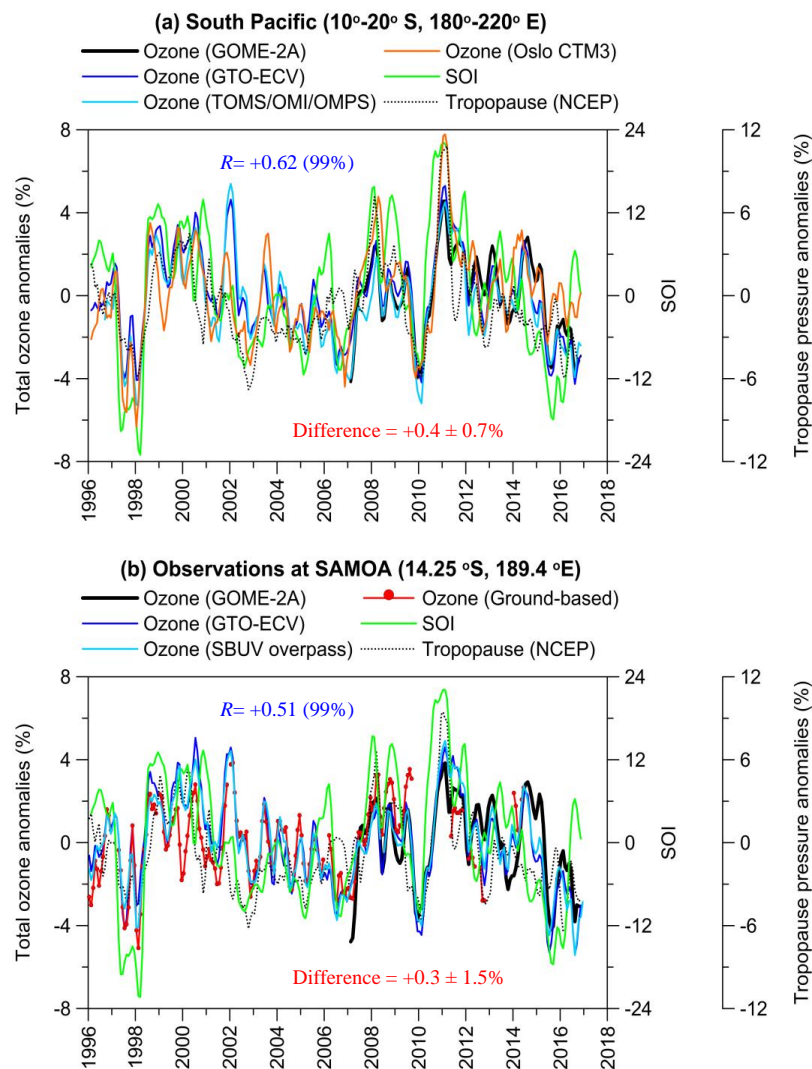 (a) South Pacific (10º-20º S, 180º-220º E)
Ozone (GOME-2A)
Ozone (Oslo CTM3)
Ozone (GTO-ECV)
SOI
Ozone (TOMS/OMI/OMPS)
Tropopause (NCEP)
8
24
12
R= +0.62 (99%)
4
12
6
0
0
0
-4
-12
-6
Difference = +0.4 ± 0.7%
-8
-24
-12
Total ozone anomalies (%)
SOI
Tropopause pressure anomalies (%)
1996
1998
2000
2002
2004
2006
2008
2010
2012
2014
2016
2018
(b) Observations at SAMOA (14.25 ºS, 189.4 ºE)
Ozone (GOME-2A)
Ozone (Ground-based)
Ozone (GTO-ECV)
SOI
Ozone (SBUV overpass)
Tropopause (NCEP)
8
24
12
R= +0.51 (99%)
4
12
6
0
0
0
-4
-12
-6
Difference = +0.3 ± 1.5%
-8
-24
-12
Total ozone anomalies (%)
SOI
Tropopause pressure anomalies (%)
1996
1998
2000
2002
2004
2006
2008
2010
2012
2014
2016
2018